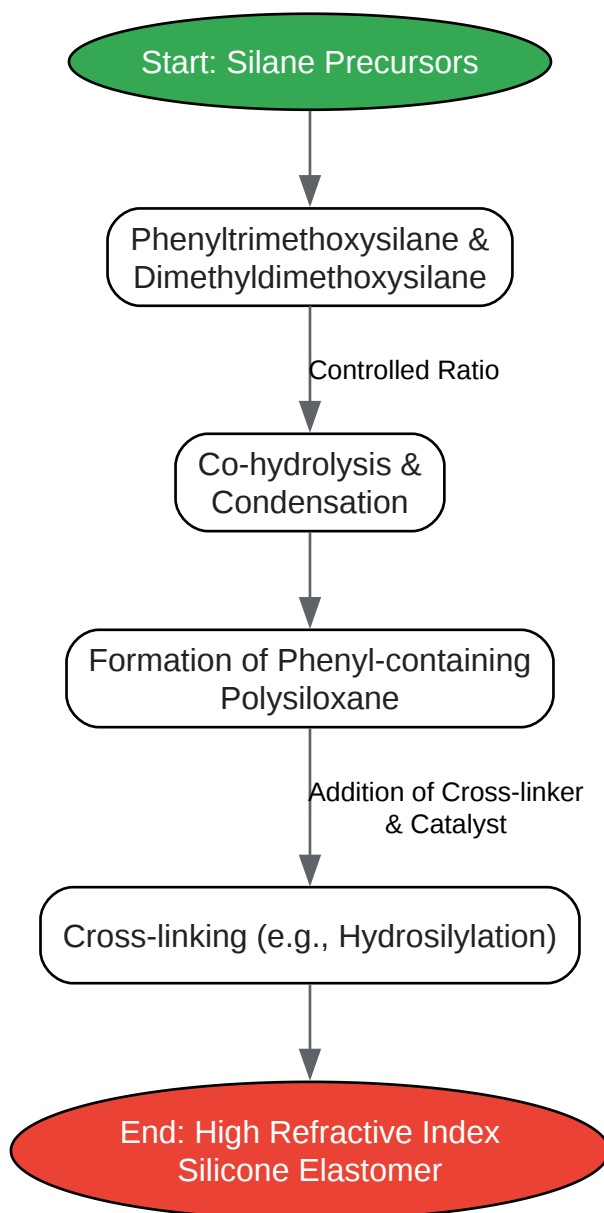 Start: Silane Precursors
Phenyltrimethoxysilane &
Dimethyldimethoxysilane
Controlled Ratio
Co-hydrolysis &
Condensation
Formation of Phenyl-containing
Polysiloxane
Addition of Cross-linker
& Catalyst
Cross-linking (e.g., Hydrosilylation)
End: High Refractive Index
Silicone Elastomer